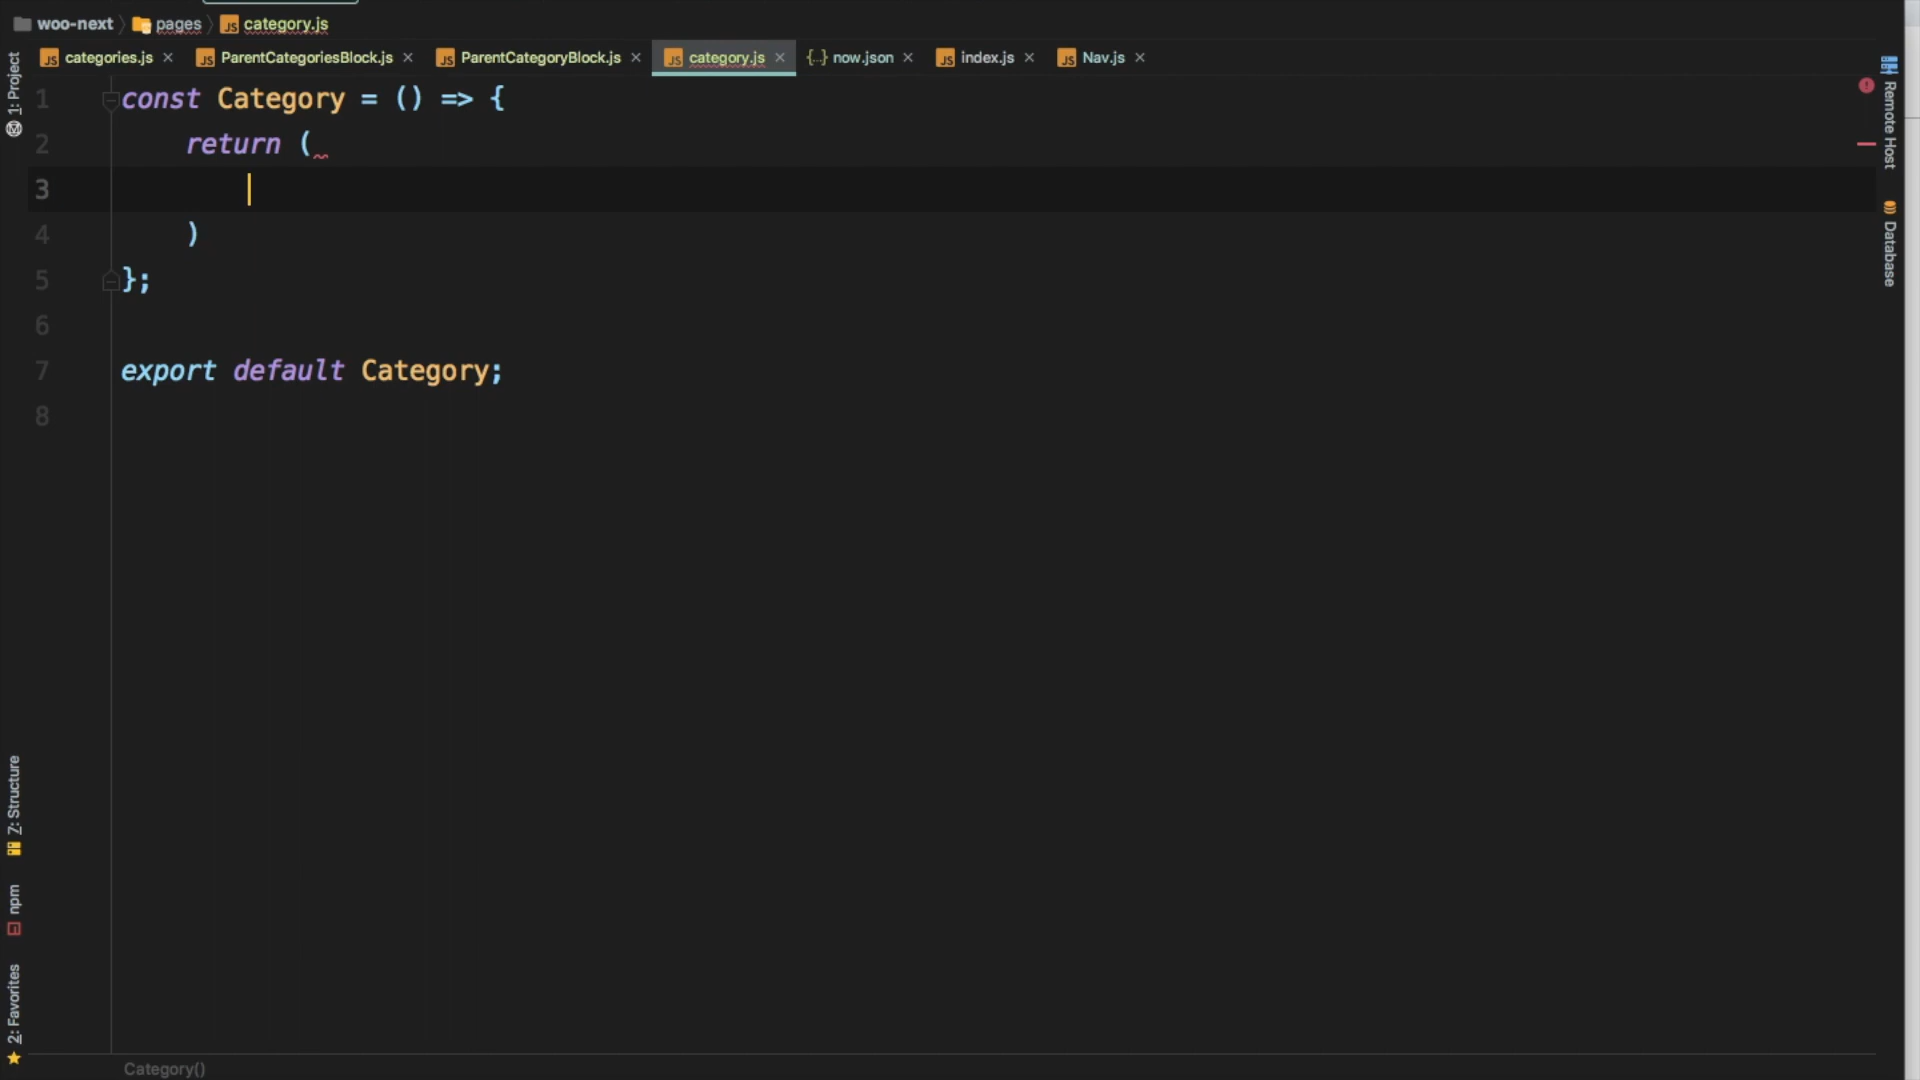 woo-next pages category.js
categories.js ParentCategoriesBlock.js ParentCategoryBlock.js category.js now.json index.js Nav.js
1: Project
Remote Host
Database
1 const Category = () => {
2 return (
3
4 )
5 };
6
7 export default Category;
8
Z: Structure
npm
2: Favorites
Category()